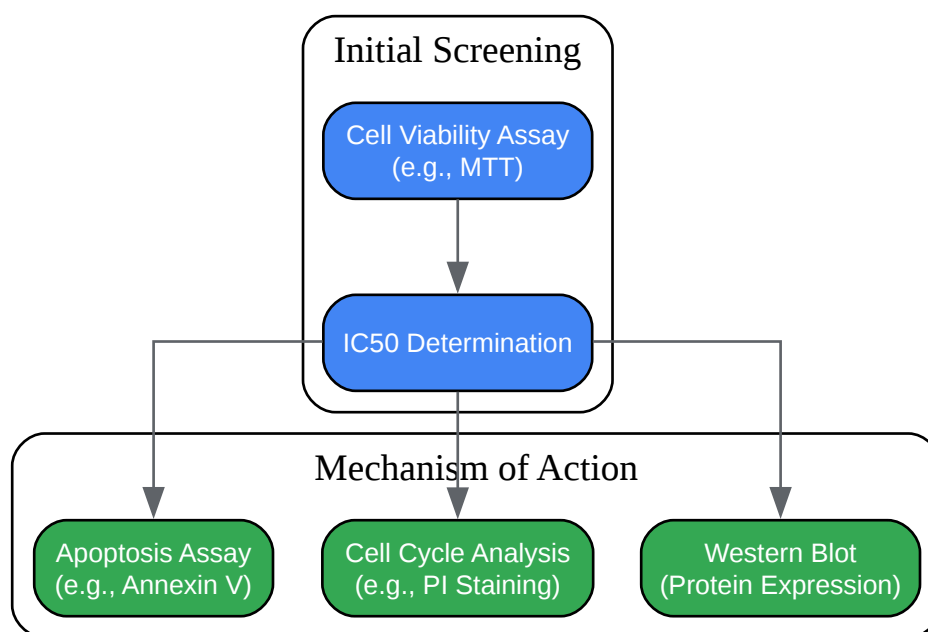 Initial Screening
Cell Viability Assay
(e.g., MTT)
IC50 Determination
Mechanism of Action
Apoptosis Assay
(e.g., Annexin V)
Cell Cycle Analysis
(e.g., PI Staining)
Western Blot
(Protein Expression)